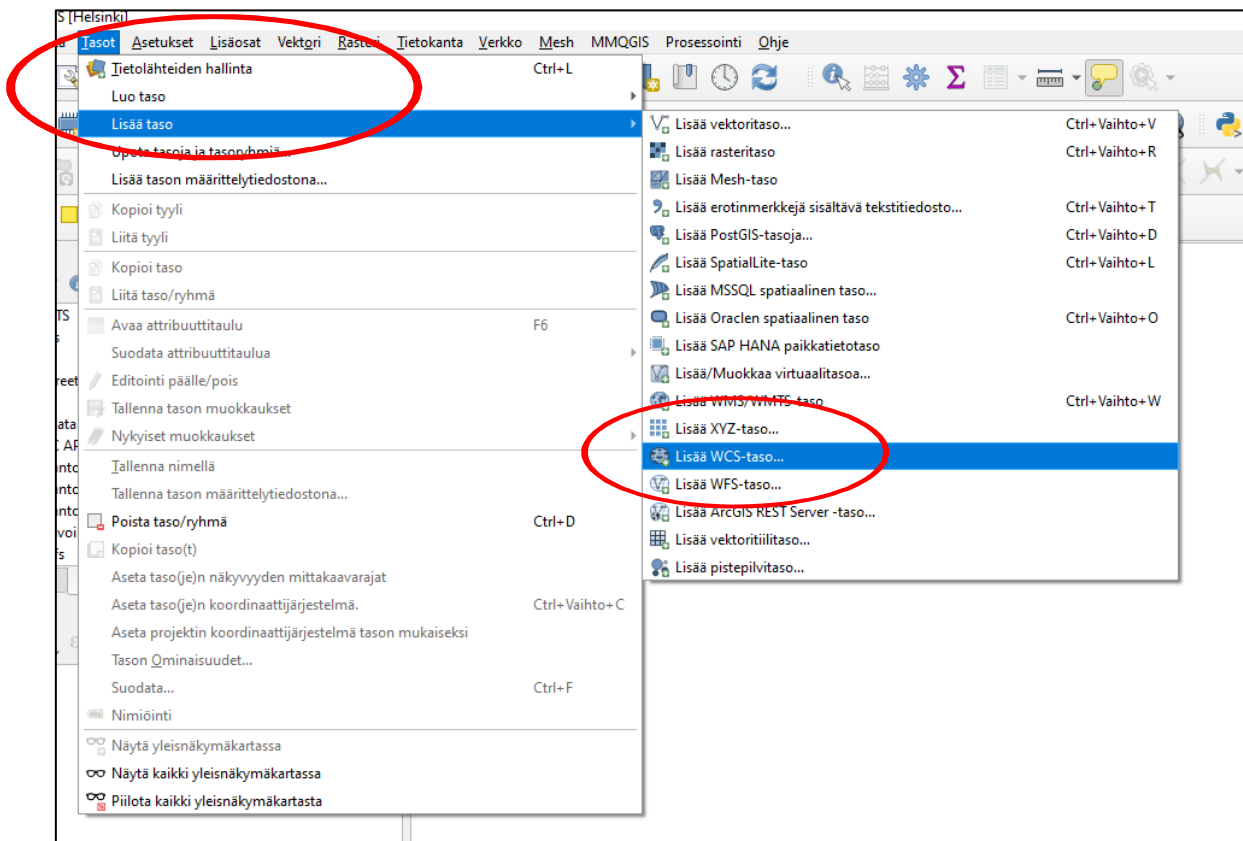 S [Helsinki]
Tasot Asetukset Lisäosat Vektori Rasteri Tietokanta Verkko Mesh MMQGIS Prosessointi Ohje
Tietolähteiden hallinta Ctrl+L
Luo taso
Lisää taso
Upota tasoja ja tasoryhmiä...
Lisää tason määrittelytiedostona...
Kopioi tyyli
Liitä tyyli
Kopioi taso
Liitä taso/ryhmä
Avaa attribuuttitaulu F6
Suodata attribuuttitaulua
Editointi päälle/pois
Tallenna tason muokkaukset
Nykyiset muokkaukset
Tallenna nimellä
Tallenna tason määrittelytiedostona...
Poista taso/ryhmä Ctrl+D
Kopioi taso(t)
Aseta taso(je)n näkyvyyden mittakaavarajat
Aseta taso(je)n koordinaattijärjestelmä. Ctrl+Vaihto+C
Aseta projektin koordinaattijärjestelmä tason mukaiseksi
Tason Ominaisuudet...
Suodata... Ctrl+F
Nimiöinti
Näytä yleisnäkymäkartassa
Näytä kaikki yleisnäkymäkartassa
Piilota kaikki yleisnäkymäkartasta
Lisää vektoritaso... Ctrl+Vaihto+V
Lisää rasteritaso Ctrl+Vaihto+R
Lisää Mesh-taso
Lisää erotinmerkkejä sisältävä tekstitiedosto... Ctrl+Vaihto+T
Lisää PostGIS-tasoja... Ctrl+Vaihto+D
Lisää SpatialLite-taso Ctrl+Vaihto+L
Lisää MSSQL spatiaalinen taso...
Lisää Oraclen spatiaalinen taso Ctrl+Vaihto+O
Lisää SAP HANA paikkatietotaso
Lisää/Muokkaa virtuaalitasoa...
Lisää WMS/WMTS-taso Ctrl+Vaihto+W
Lisää XYZ-taso...
Lisää WCS-taso...
Lisää WFS-taso...
Lisää ArcGIS REST Server -taso...
Lisää vektoritiilitaso...
Lisää pistepilvitaso...